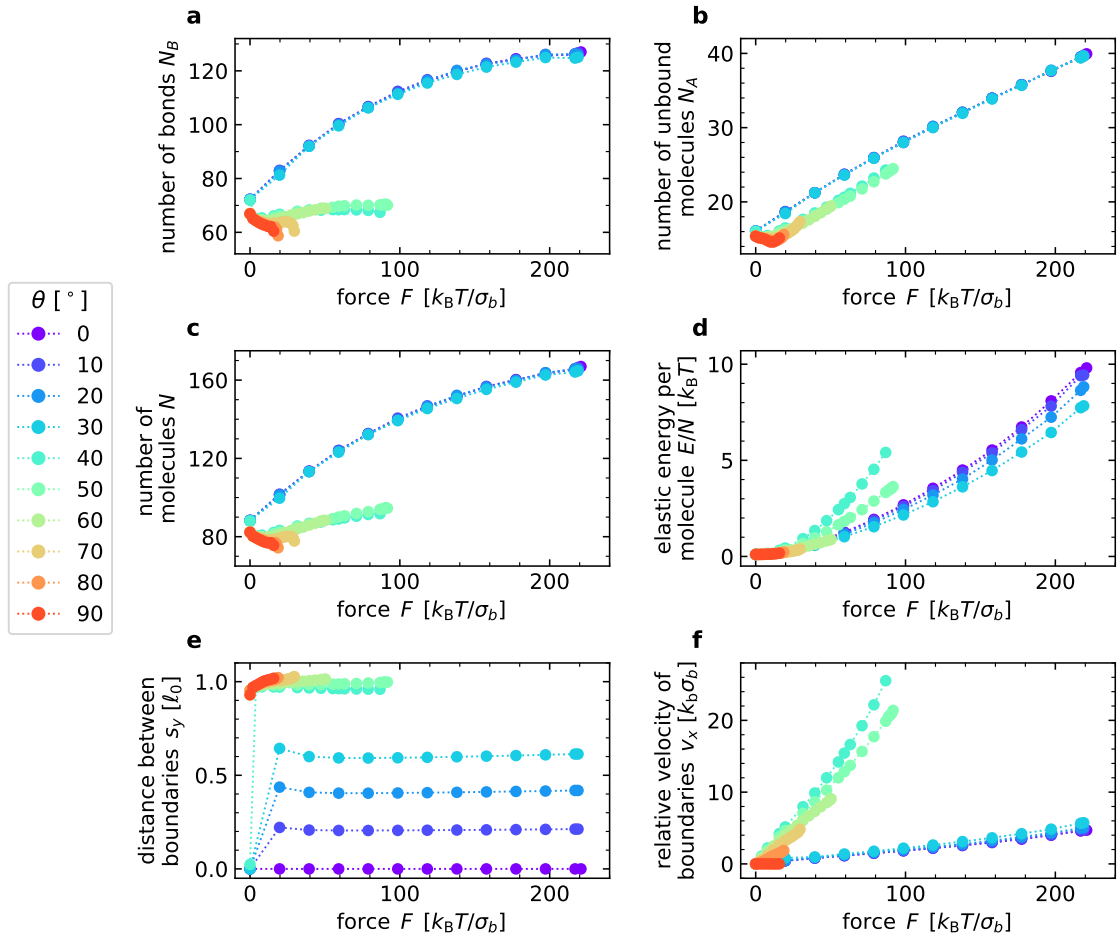 a
number of bonds N_B
120
100
80
60
0
100
200
force F [k_BT/σ_b]
b
number of unbound
molecules N_A
40
30
20
0
100
200
force F [k_BT/σ_b]
θ [°]
0
10
20
30
40
50
60
70
80
90
c
number of
molecules N
160
120
80
0
100
200
force F [k_BT/σ_b]
d
elastic energy per
molecule E/N [k_BT]
10
5
0
0
100
200
force F [k_BT/σ_b]
e
distance between
boundaries s_y [ℓ_0]
1.0
0.5
0.0
0
100
200
force F [k_BT/σ_b]
f
relative velocity of
boundaries v_x [k_bσ_b]
20
10
0
0
100
200
force F [k_BT/σ_b]